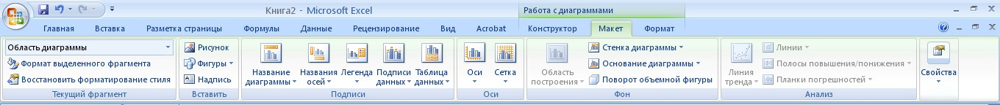 Книга2 - Microsoft Excel Работа с диаграммами
Главная Вставка Разметка страницы Формулы Данные Рецензирование Вид Acrobat Конструктор Макет Формат
Область диаграммы
Формат выделенного фрагмента
Восстановить форматирование стиля
Текущий фрагмент
Рисунок
Фигуры
Надпись
Вставить
Название
диаграммы
Названия
осей
Легенда
Подписи
данных
Таблица
данных
Подписи
Оси
Сетка
Оси
Область
построения
Стенка диаграммы
Основание диаграммы
Поворот объемной фигуры
Фон
Линия
тренда
Линии
Полосы повышения/понижения
Планки погрешностей
Анализ
Свойства